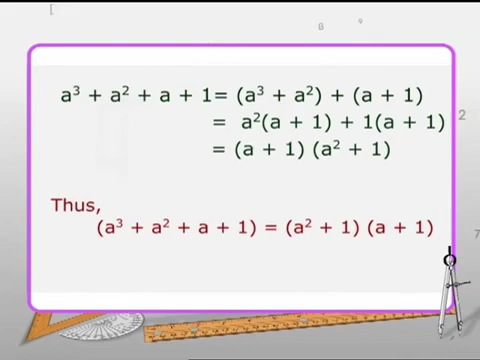 a³ + a² + a + 1= (a³ + a²) + (a + 1)
= a²(a + 1) + 1(a + 1)
= (a + 1) (a² + 1)
Thus,
(a³ + a² + a + 1) = (a² + 1) (a + 1)